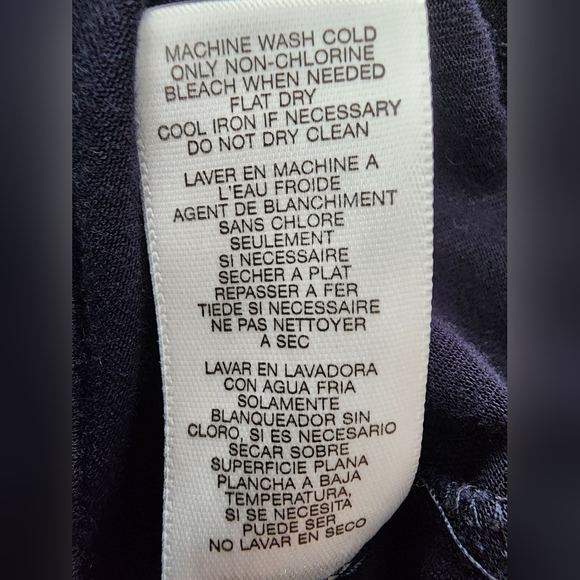 MACHINE WASH COLD
ONLY NON-CHLORINE
BLEACH WHEN NEEDED
FLAT DRY
COOL IRON IF NECESSARY
DO NOT DRY CLEAN
LAVER EN MACHINE A
L'EAU FROIDE
AGENT DE BLANCHIMENT
SANS CHLORE
SEULEMENT
SI NECESSAIRE
SECHER A PLAT
REPASSER A FER
TIEDE SI NECESSAIRE
NE PAS NETTOYER
A SEC
LAVAR EN LAVADORA
CON AGUA FRIA
SOLAMENTE
BLANQUEADOR SIN
CLORO, SI ES NECESARIO
SECAR SOBRE
SUPERFICIE PLANA
PLANCHA A BAJA
TEMPERATURA,
SI SE NECESITA
PUEDE SER
NO LAVAR EN SECO